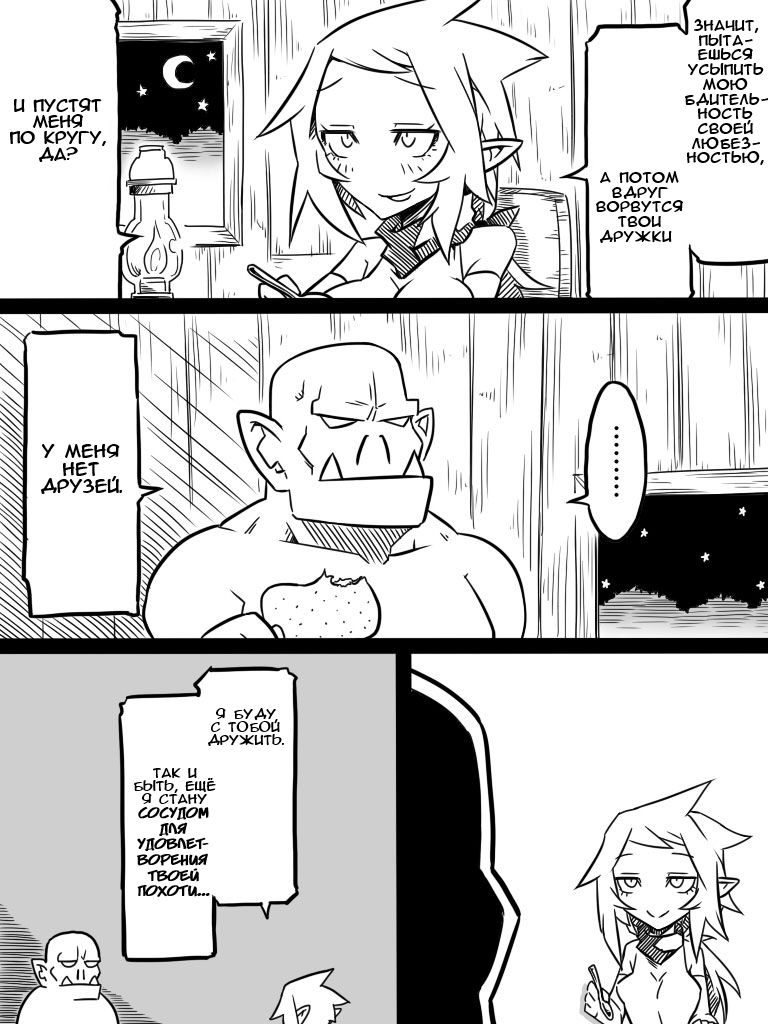 ЗНАЧИТ,
ПЫТА-
ЕШЬСЯ
УСЫПИТЬ
МОЮ
БДИТЕЛЬ-
НОСТЬ
СВОЕЙ
ЛЮБЕЗ-
НОСТЬЮ,
А ПОТОМ
ВДРУГ
ВОРВУТСЯ
ТВОИ
ДРУЖКИ
И ПУСТЯТ
МЕНЯ
ПО КРУГУ,
ДА?
.........
У МЕНЯ
НЕТ
ДРУЗЕЙ.
Я БУДУ
С ТОБОЙ
ДРУЖИТЬ.
ТАК И
БЫТЬ, ЕЩЁ
Я СТАНУ
СОСУДОМ
ДЛЯ
УДОВЛЕТ-
ВОРЕНИЯ
ТВОЕЙ
ПОХОТИ...